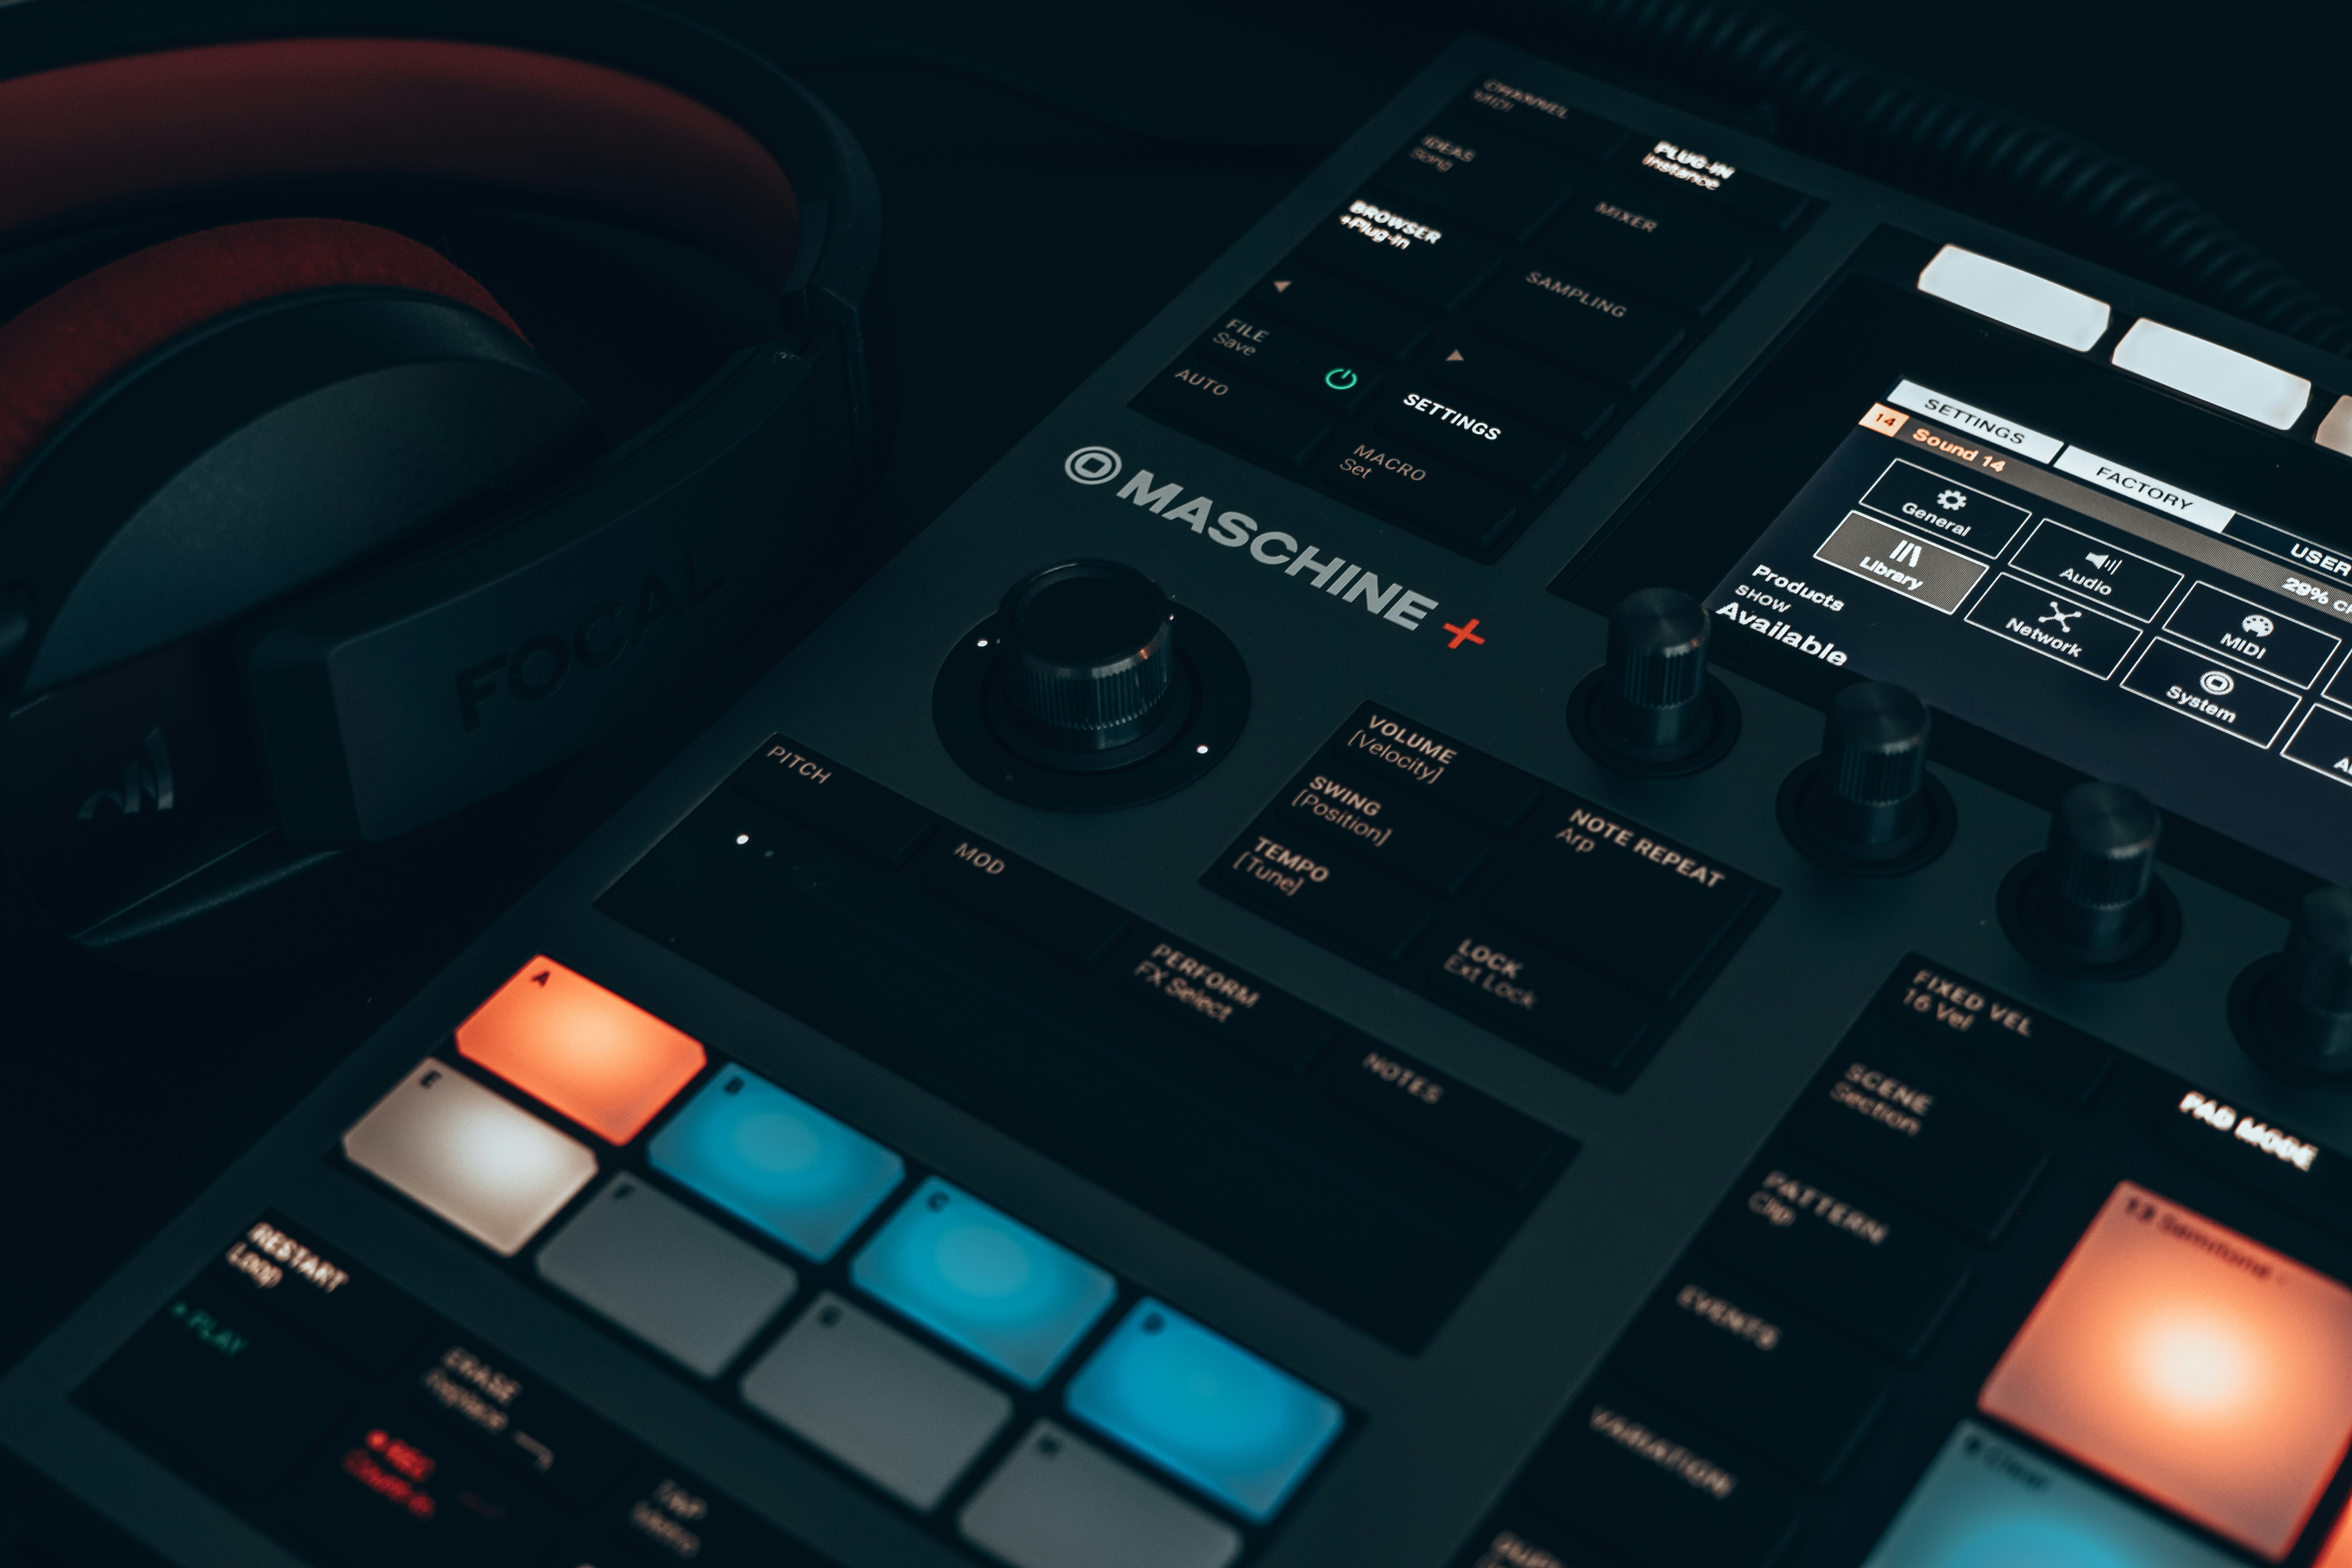 CHANNEL
MIDI
PLUG-IN
Instance
IDEAS
Song
MIXER
BROWSER
+Plug-in
SAMPLING
FILE
Save
SETTINGS
AUTO
MACRO
Set
MASCHINE +
SETTINGS
FACTORY
USER
14 Sound 14
29%
General
Audio
MIDI
Library
Network
System
Products
SHOW
Available
FOCAL
VOLUME
[Velocity]
SWING
[Position]
TEMPO
[Tune]
NOTE REPEAT
Arp
LOCK
Ext Lock
PITCH
MOD
PERFORM
FX Select
NOTES
FIXED VEL
16 Vel
SCENE
Section
PAD MODE
PATTERN
Clip
EVENTS
VARIATION
13 Semitone -
9 Clear
A
B
C
D
E
F
G
H
RESTART
Loop
PLAY
ERASE
Replace
REC
Count-In
TAP
Metro